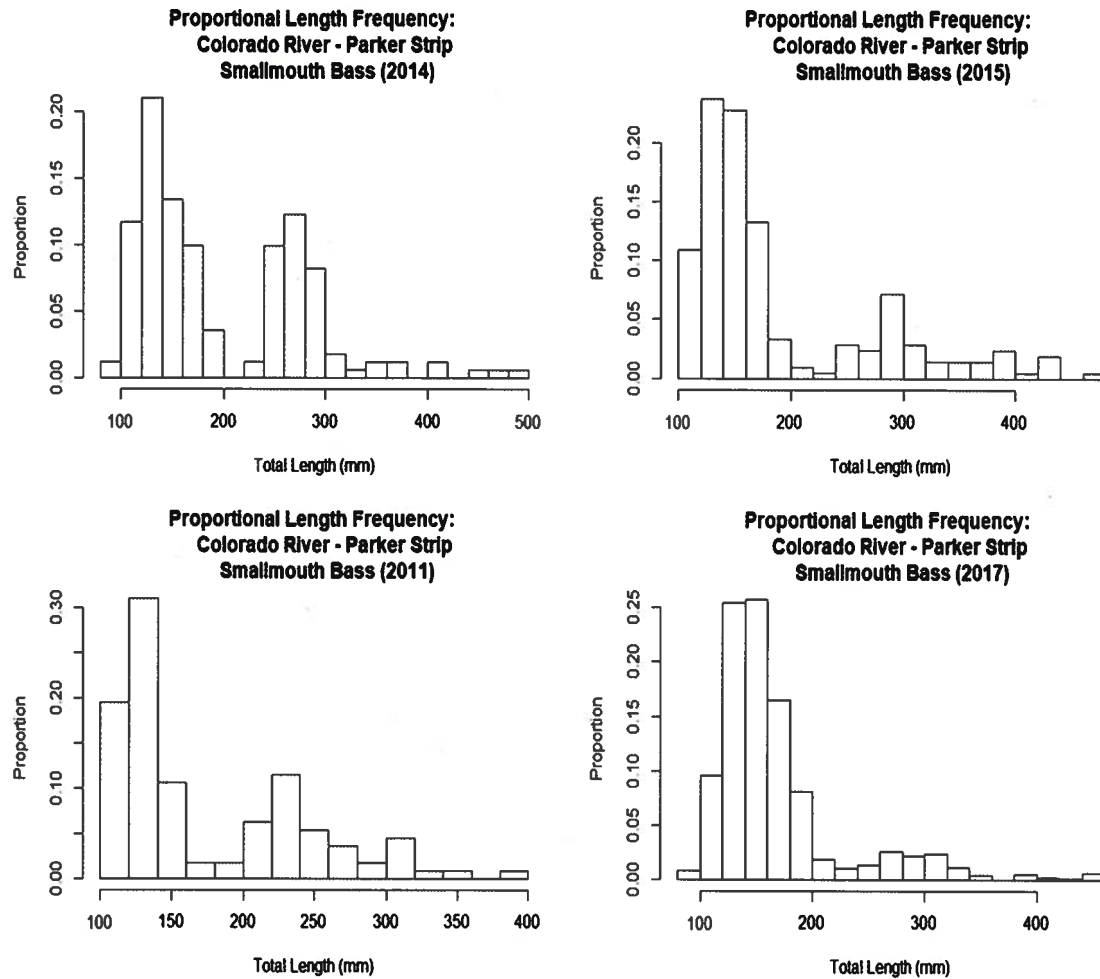 Proportional Length Frequency:
Colorado River - Parker Strip
Smallmouth Bass (2014)
Proportion
0.00 0.05 0.10 0.15 0.20
100 200 300 400 500
Total Length (mm)
Proportional Length Frequency:
Colorado River - Parker Strip
Smallmouth Bass (2015)
Proportion
0.00 0.05 0.10 0.15 0.20
100 200 300 400
Total Length (mm)
Proportional Length Frequency:
Colorado River - Parker Strip
Smallmouth Bass (2011)
Proportion
0.00 0.10 0.20 0.30
100 150 200 250 300 350 400
Total Length (mm)
Proportional Length Frequency:
Colorado River - Parker Strip
Smallmouth Bass (2017)
Proportion
0.00 0.05 0.10 0.15 0.20 0.25
100 200 300 400
Total Length (mm)